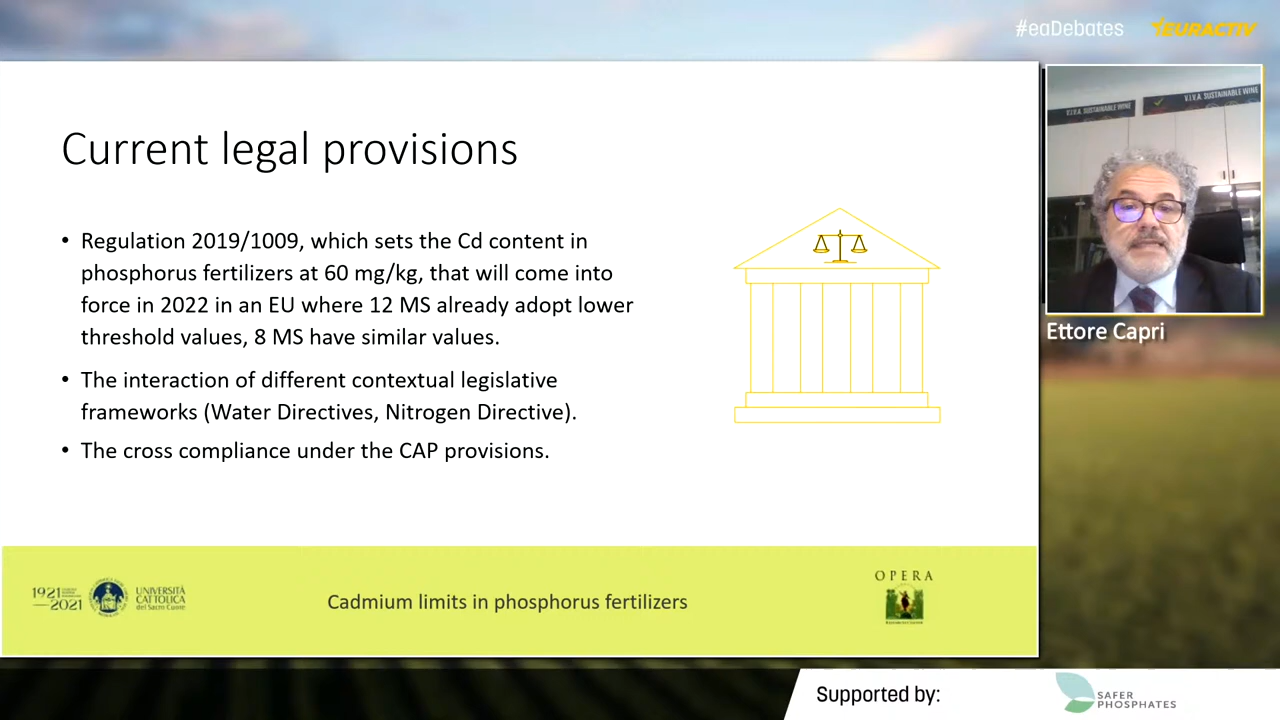 #eaDebates
EURACTIV
V.I.V.A. SUSTAINABLE WINE
V.I.V.A. SUSTAINABLE WINE
Ettore Capri
Current legal provisions
• Regulation 2019/1009, which sets the Cd content in
phosphorus fertilizers at 60 mg/kg, that will come into
force in 2022 in an EU where 12 MS already adopt lower
threshold values, 8 MS have similar values.
• The interaction of different contextual legislative
frameworks (Water Directives, Nitrogen Directive).
• The cross compliance under the CAP provisions.
1921
—2021
UNIVERSITÀ
CATTOLICA
del Sacro Cuore
Cadmium limits in phosphorus fertilizers
OPERA
Supported by:
SAFER
PHOSPHATES